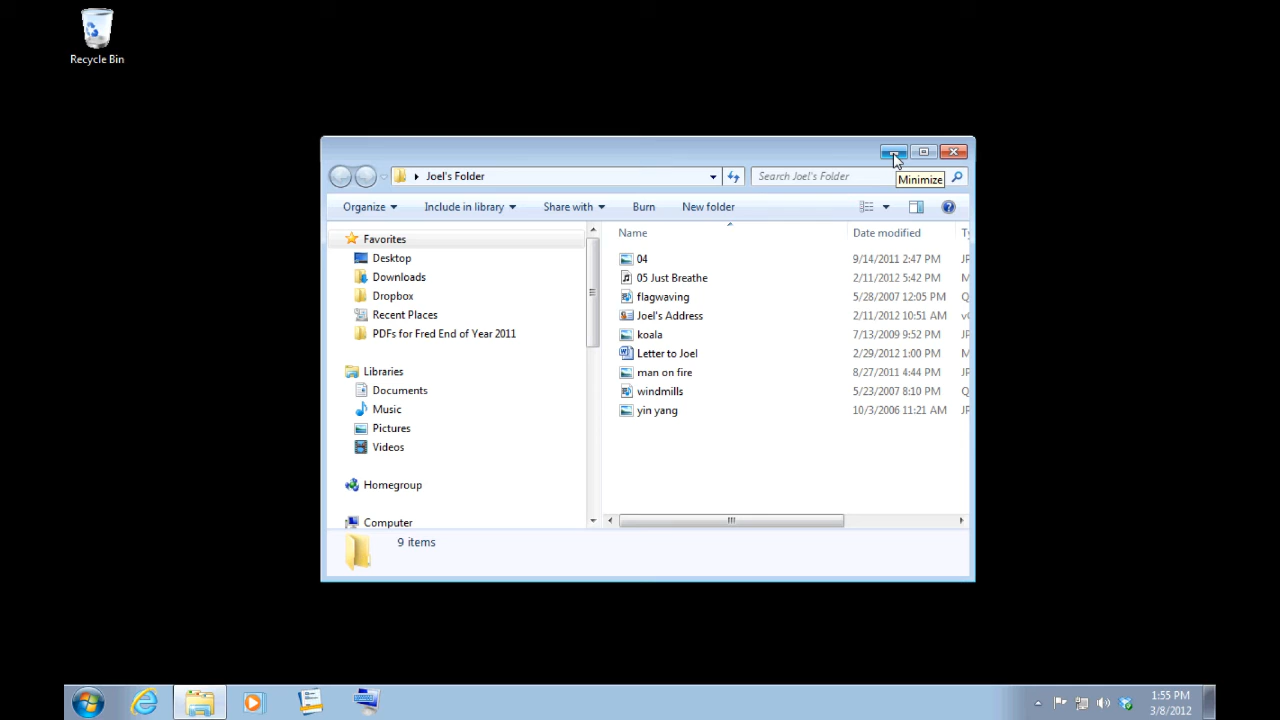 Recycle Bin
Joel's Folder
Search Joel's Folder
Minimize
Organize Include in library Share with Burn New folder
Favorites
Desktop
Downloads
Dropbox
Recent Places
PDFs for Fred End of Year 2011
Libraries
Documents
Music
Pictures
Videos
Homegroup
Computer
Name Date modified Ty
04 9/14/2011 2:47 PM JP
05 Just Breathe 2/11/2012 5:42 PM M
flagwaving 5/28/2007 12:05 PM Q
Joel's Address 2/11/2012 10:51 AM vC
koala 7/13/2009 9:52 PM JP
Letter to Joel 2/29/2012 1:00 PM M
man on fire 8/27/2011 4:44 PM JP
windmills 5/23/2007 8:10 PM Q
yin yang 10/3/2006 11:21 AM JP
9 items
1:55 PM
3/8/2012